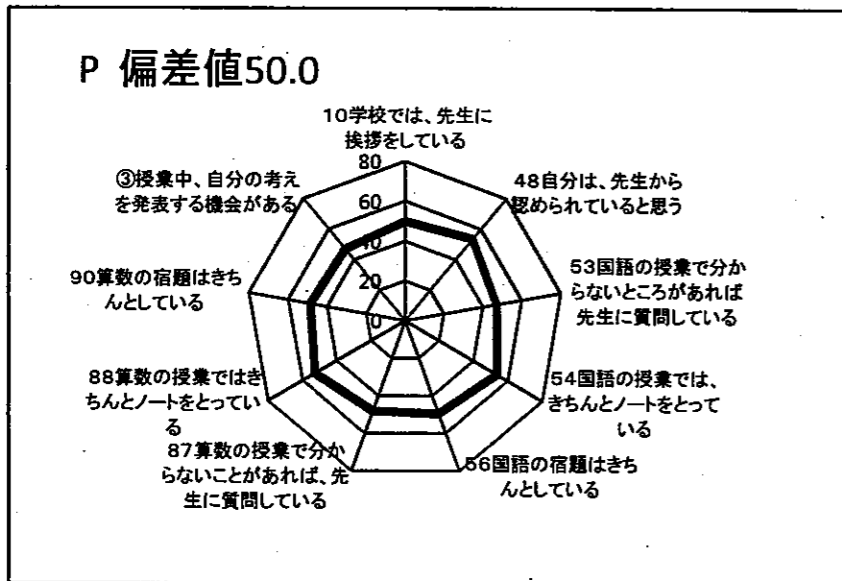 P 偏差値50.0
10学校では、先生に
挨拶をしている
48自分は、先生から
認められていると思う
53国語の授業で分か
らないところがあれば
先生に質問している
54国語の授業では、
きちんとノートをとって
いる
56国語の宿題はきち
んとしている
87算数の授業で分か
らないことがあれば、先
生に質問している
88算数の授業ではき
ちんとノートをとってい
る
90算数の宿題はきち
んとしている
③授業中、自分の考え
を発表する機会がある
80
60
40
20
0